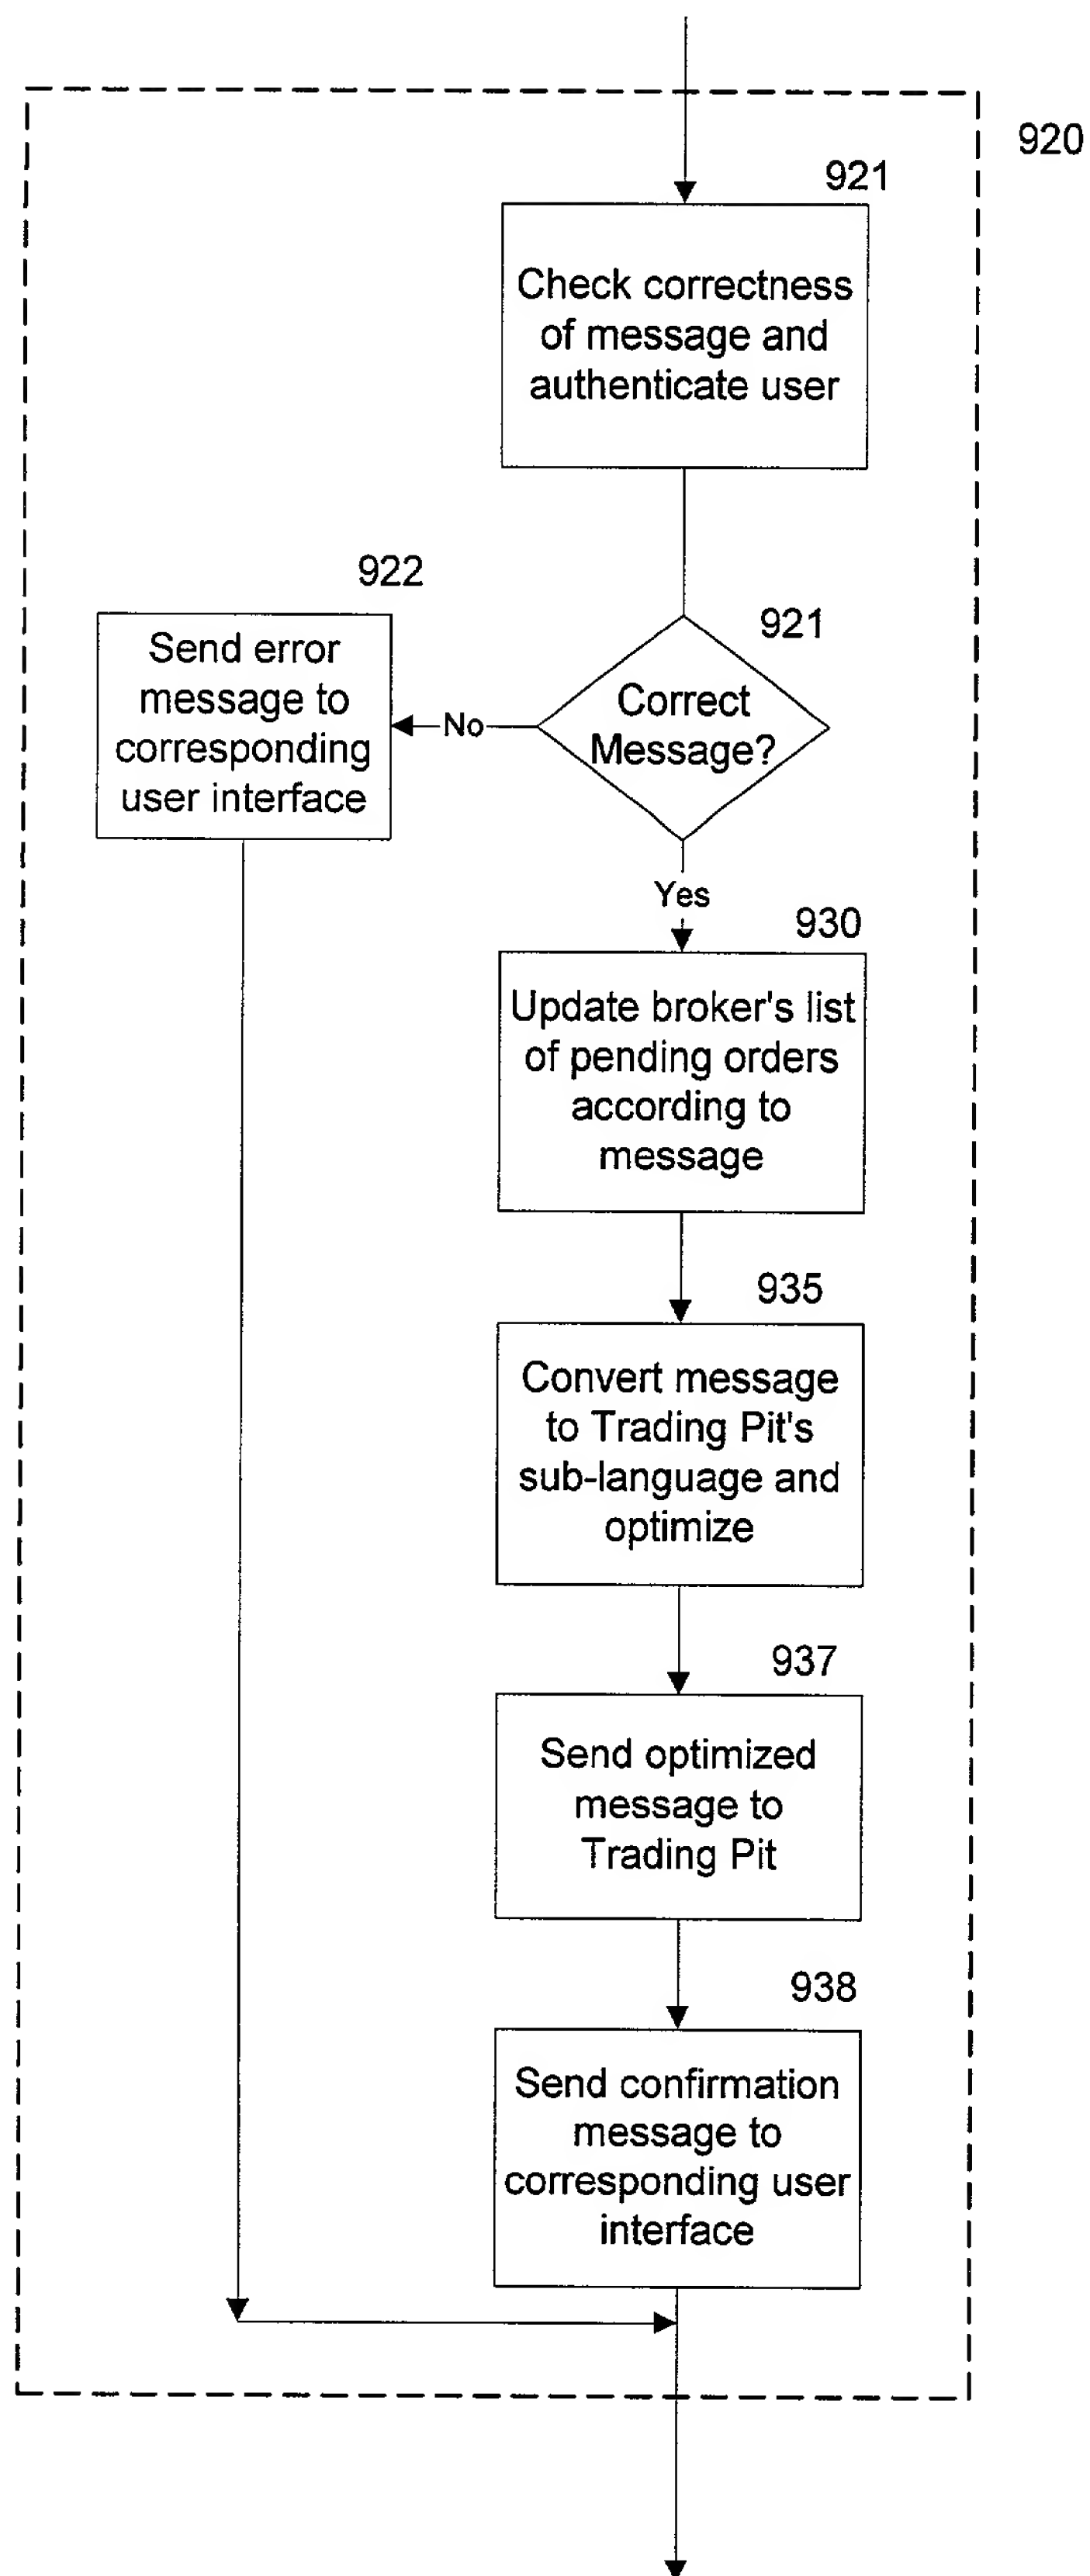 920
921
Check correctness
of message and
authenticate user
922
Send error
message to
corresponding
user interface
No
921
Correct
Message?
Yes
930
Update broker's list
of pending orders
according to
message
935
Convert message
to Trading Pit's
sub-language and
optimize
937
Send optimized
message to
Trading Pit
938
Send confirmation
message to
corresponding user
interface